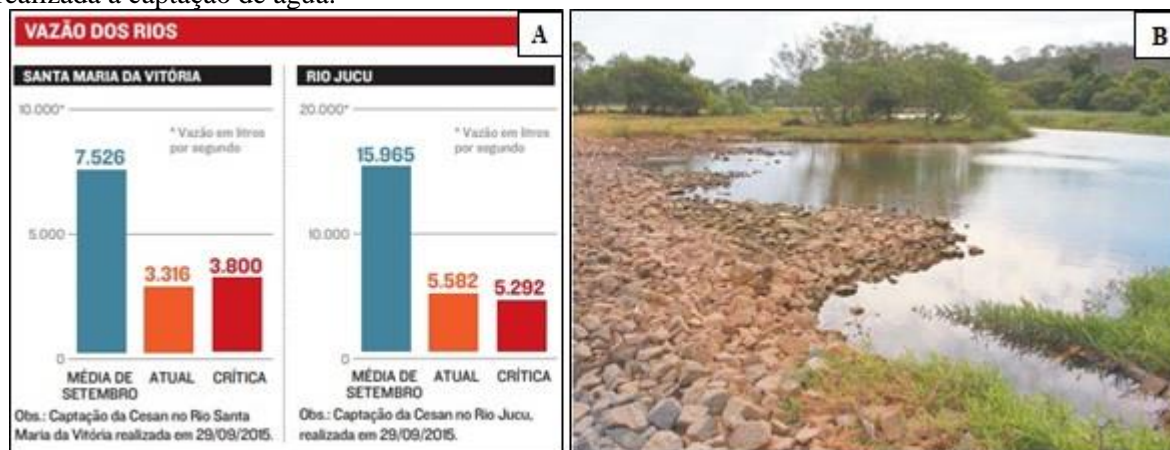 realizada a captação de água.
VAZÃO DOS RIOS
A
SANTA MARIA DA VITÓRIA
10.000*
* Vazão em litros
por segundo
7.526
5.000
3.316
3.800
0
MÉDIA DE
SETEMBRO
ATUAL
CRÍTICA
Obs.: Captação da Cesan no Rio Santa
Maria da Vitória realizada em 29/09/2015.
RIO JUCU
20.000*
* Vazão em litros
por segundo
15.965
10.000
5.582
5.292
0
MÉDIA DE
SETEMBRO
ATUAL
CRÍTICA
Obs.: Captação da Cesan no Rio Jucu,
realizada em 29/09/2015.
B